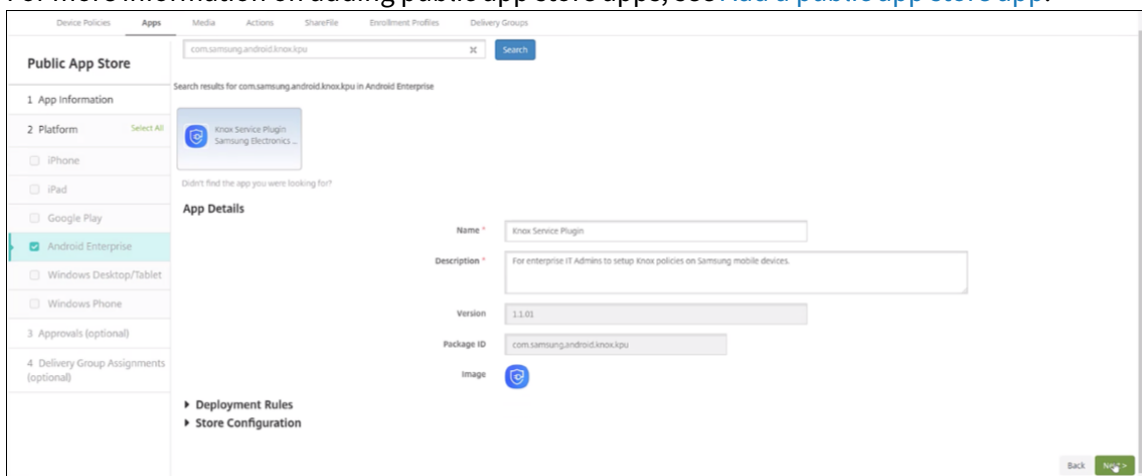 For more information on adding public app store apps, see Add a public app store app.
Device Policies Apps Media Actions ShareFile Enrollment Profiles Delivery Groups
Public App Store
com.samsung.android.knox.kpu Search
Search results for com.samsung.android.knox.kpu in Android Enterprise
1 App Information
2 Platform Select All
Knox Service Plugin
Samsung Electronics ...
iPhone
iPad
Didn't find the app you were looking for?
Google Play
App Details
Name * Knox Service Plugin
Android Enterprise
Description * For enterprise IT Admins to setup Knox policies on Samsung mobile devices.
Windows Desktop/Tablet
Windows Phone
Version 1.1.01
3 Approvals (optional)
Package ID com.samsung.android.knox.kpu
4 Delivery Group Assignments
(optional)
Image
Deployment Rules
Store Configuration
Back Next >